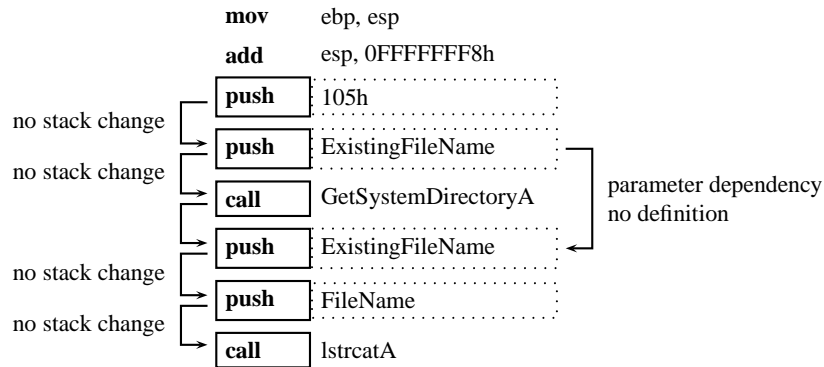 mov ebp, esp
add esp, 0FFFFFFF8h
push 105h
no stack change
push ExistingFileName
no stack change
call GetSystemDirectoryA
parameter dependency
no definition
push ExistingFileName
no stack change
push FileName
no stack change
call lstrcatA